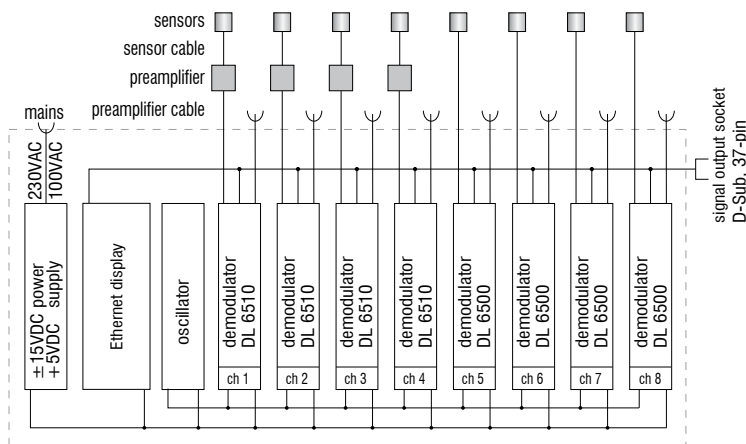 sensors
sensor cable
preamplifier
mains
preamplifier cable
230VAC
100VAC
signal output socket
D-Sub. 37-pin
±15VDC power
+5VDC supply
Ethernet display
oscillator
demodulator
DL 6510
demodulator
DL 6510
demodulator
DL 6510
demodulator
DL 6510
demodulator
DL 6500
demodulator
DL 6500
demodulator
DL 6500
demodulator
DL 6500
ch 1
ch 2
ch 3
ch 4
ch 5
ch 6
ch 7
ch 8